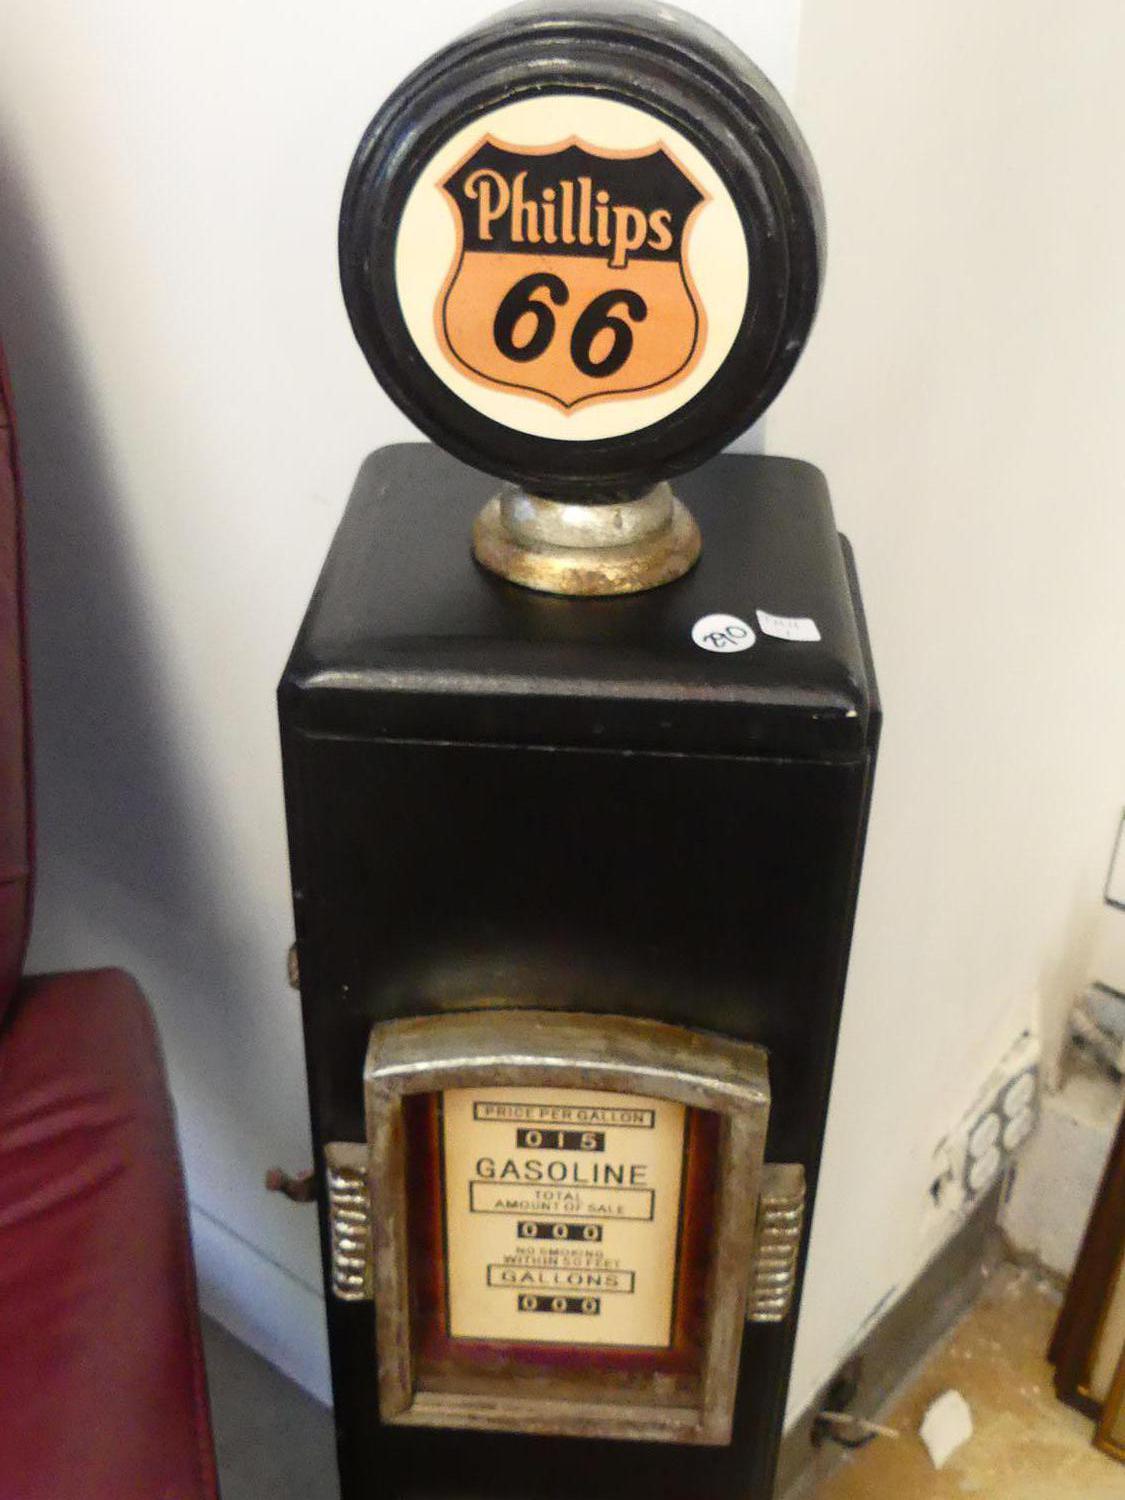 Phillips
66
290
PRICE PER GALLON
015
GASOLINE
TOTAL
AMOUNT OF SALE
000
NO SMOKING
WITHIN 50 FEET
GALLONS
000